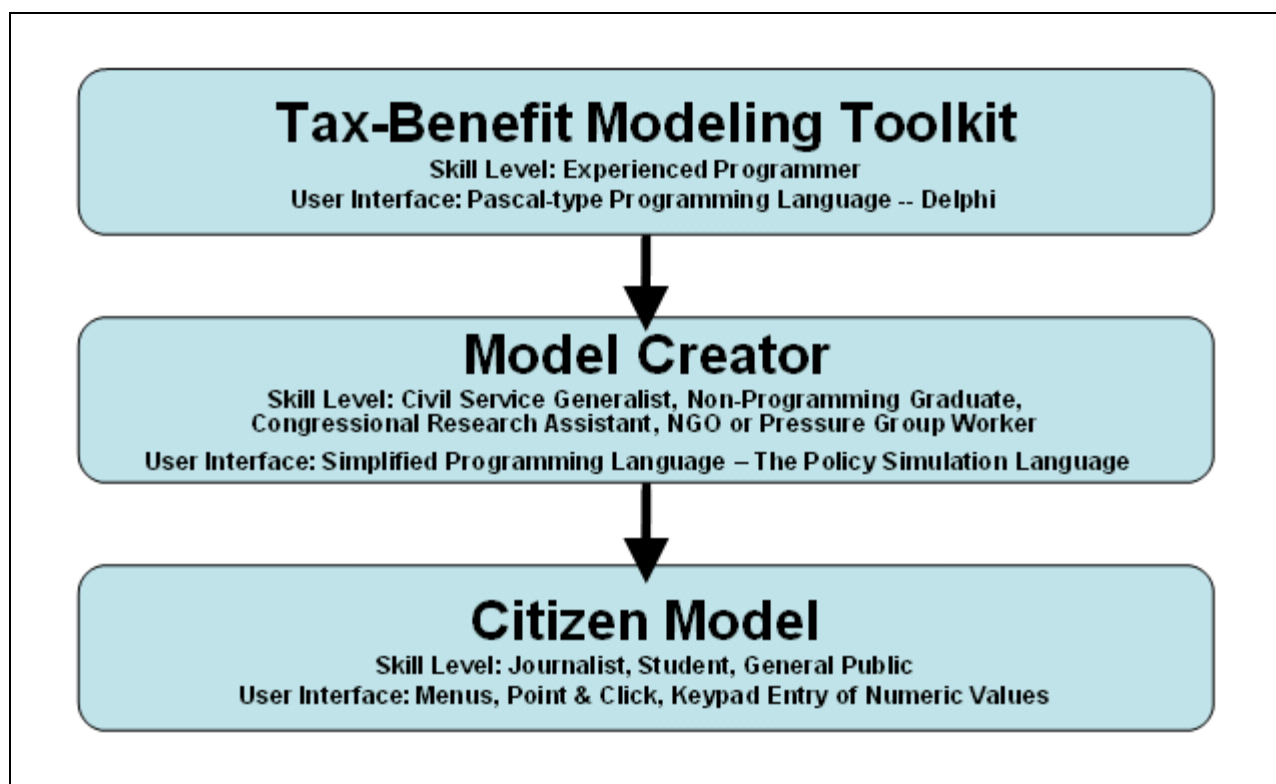 Tax-Benefit Modeling Toolkit
Skill Level: Experienced Programmer
User Interface: Pascal-type Programming Language -- Delphi
Model Creator
Skill Level: Civil Service Generalist, Non-Programming Graduate,
Congressional Research Assistant, NGO or Pressure Group Worker
User Interface: Simplified Programming Language – The Policy Simulation Language
Citizen Model
Skill Level: Journalist, Student, General Public
User Interface: Menus, Point & Click, Keypad Entry of Numeric Values